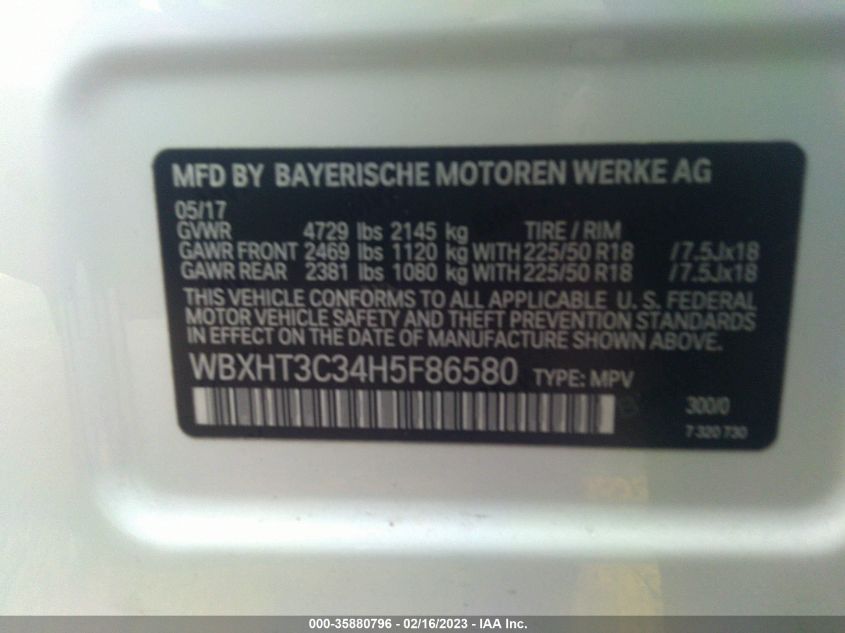 MFD BY BAYERISCHE MOTOREN WERKE AG
05/17
GVWR 4729 lbs 2145 kg TIRE / RIM
GAWR FRONT 2469 lbs 1120 kg WITH 225/50 R18 /7.5Jx18
GAWR REAR 2381 lbs 1080 kg WITH 225/50 R18 /7.5Jx18
THIS VEHICLE CONFORMS TO ALL APPLICABLE U.S. FEDERAL
MOTOR VEHICLE SAFETY AND THEFT PREVENTION STANDARDS
IN EFFECT ON THE DATE OF MANUFACTURE SHOWN ABOVE.
WBXHT3C34H5F86580 TYPE: MPV
300/0
7 320 730
000-35880796 - 02/16/2023 - IAA Inc.